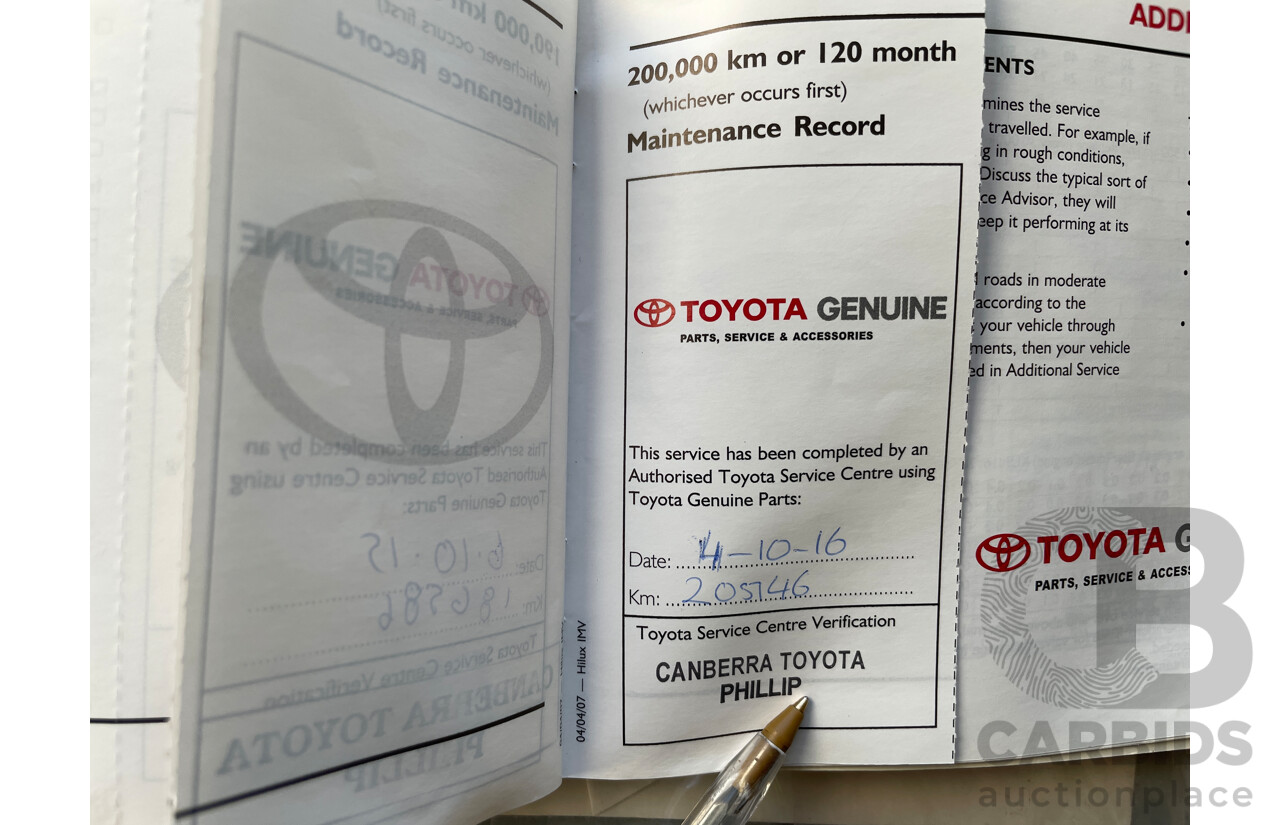 190,000 km
(whichever occurs first)
Maintenance Record
TOYOTA GENUINE
PARTS, SERVICE & ACCESSORIES
This service has been completed by an
Authorised Toyota Service Centre using
Toyota Genuine Parts:
Date: 6.10.15
Km: 186586
Toyota Service Centre Verification
CANBERRA TOYOTA
PHILLIP
04/04/07 — Hilux IMV
200,000 km or 120 month
(whichever occurs first)
Maintenance Record
TOYOTA GENUINE
PARTS, SERVICE & ACCESSORIES
This service has been completed by an
Authorised Toyota Service Centre using
Toyota Genuine Parts:
Date: 4-10-16
Km: 205746
Toyota Service Centre Verification
CANBERRA TOYOTA
PHILLIP
ADDI
ENTS
mines the service
travelled. For example, if
g in rough conditions,
Discuss the typical sort of
ce Advisor, they will
eep it performing at its
roads in moderate
according to the
your vehicle through
ments, then your vehicle
ed in Additional Service
TOYOTA G
PARTS, SERVICE & ACCESS
CARBIDS
auctionplace